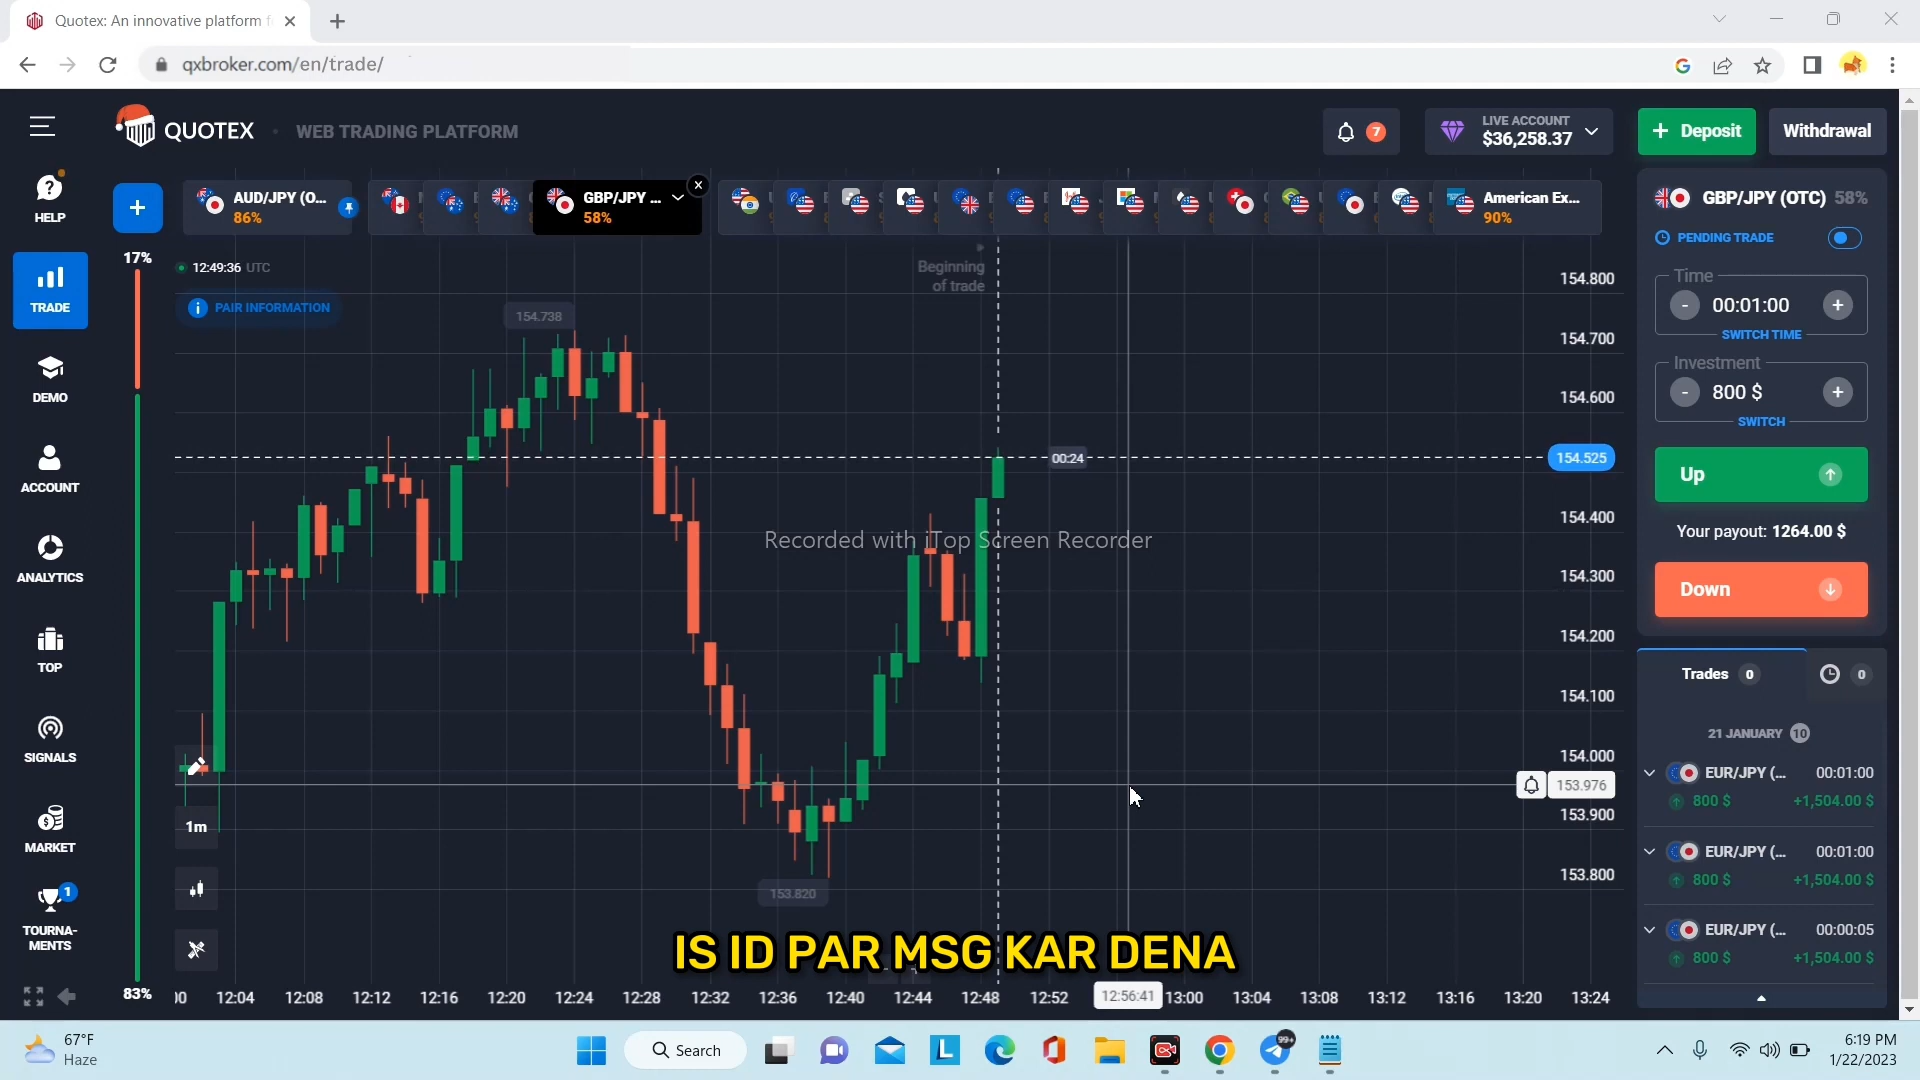 Quotex: An innovative platform f
qxbroker.com/en/trade/
QUOTEX
WEB TRADING PLATFORM
7
LIVE ACCOUNT
$36,258.37
+ Deposit
Withdrawal
HELP
TRADE
DEMO
ACCOUNT
ANALYTICS
TOP
SIGNALS
MARKET
1
TOURNA-
MENTS
+
AUD/JPY (O...
86%
GBP/JPY ...
58%
American Ex...
90%
17%
83%
12:49:36 UTC
PAIR INFORMATION
Beginning
of trade
154.738
00:24
153.820
Recorded with iTop Screen Recorder
1m
154.800
154.700
154.600
154.525
154.400
154.300
154.200
154.100
154.000
153.976
153.900
153.800
IS ID PAR MSG KAR DENA
00 12:04 12:08 12:12 12:16 12:20 12:24 12:28 12:32 12:36 12:40 12:44 12:48 12:52 12:56:41 13:00 13:04 13:08 13:12 13:16 13:20 13:24
GBP/JPY (OTC) 58%
PENDING TRADE
Time
- 00:01:00 +
SWITCH TIME
Investment
- 800 $ +
SWITCH
Up
Your payout: 1264.00 $
Down
Trades 0
0
21 JANUARY 10
EUR/JPY (... 00:01:00
800 $ +1,504.00 $
EUR/JPY (... 00:01:00
800 $ +1,504.00 $
EUR/JPY (... 00:00:05
800 $ +1,504.00 $
67°F
Haze
Search
99+
6:19 PM
1/22/2023